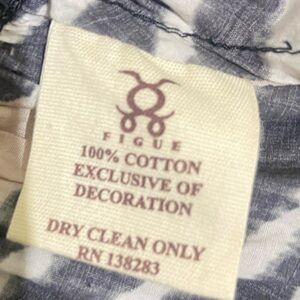 FIGUE
100% COTTON
EXCLUSIVE OF
DECORATION
DRY CLEAN ONLY
RN 138283